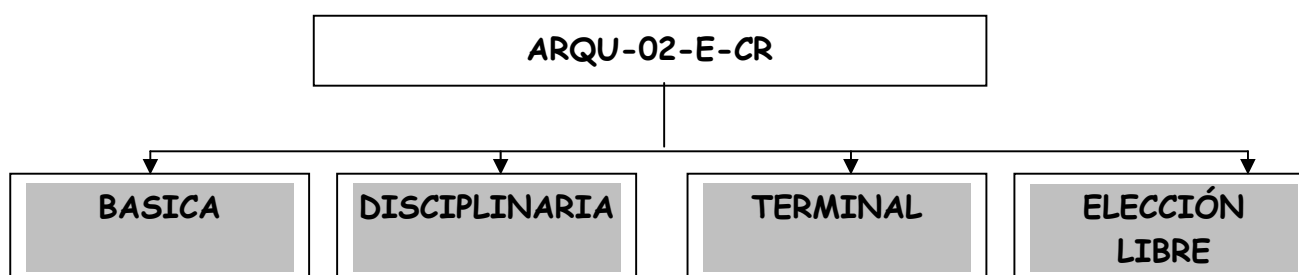 ARQU-02-E-CR
BASICA
DISCIPLINARIA
TERMINAL
ELECCIÓN
LIBRE